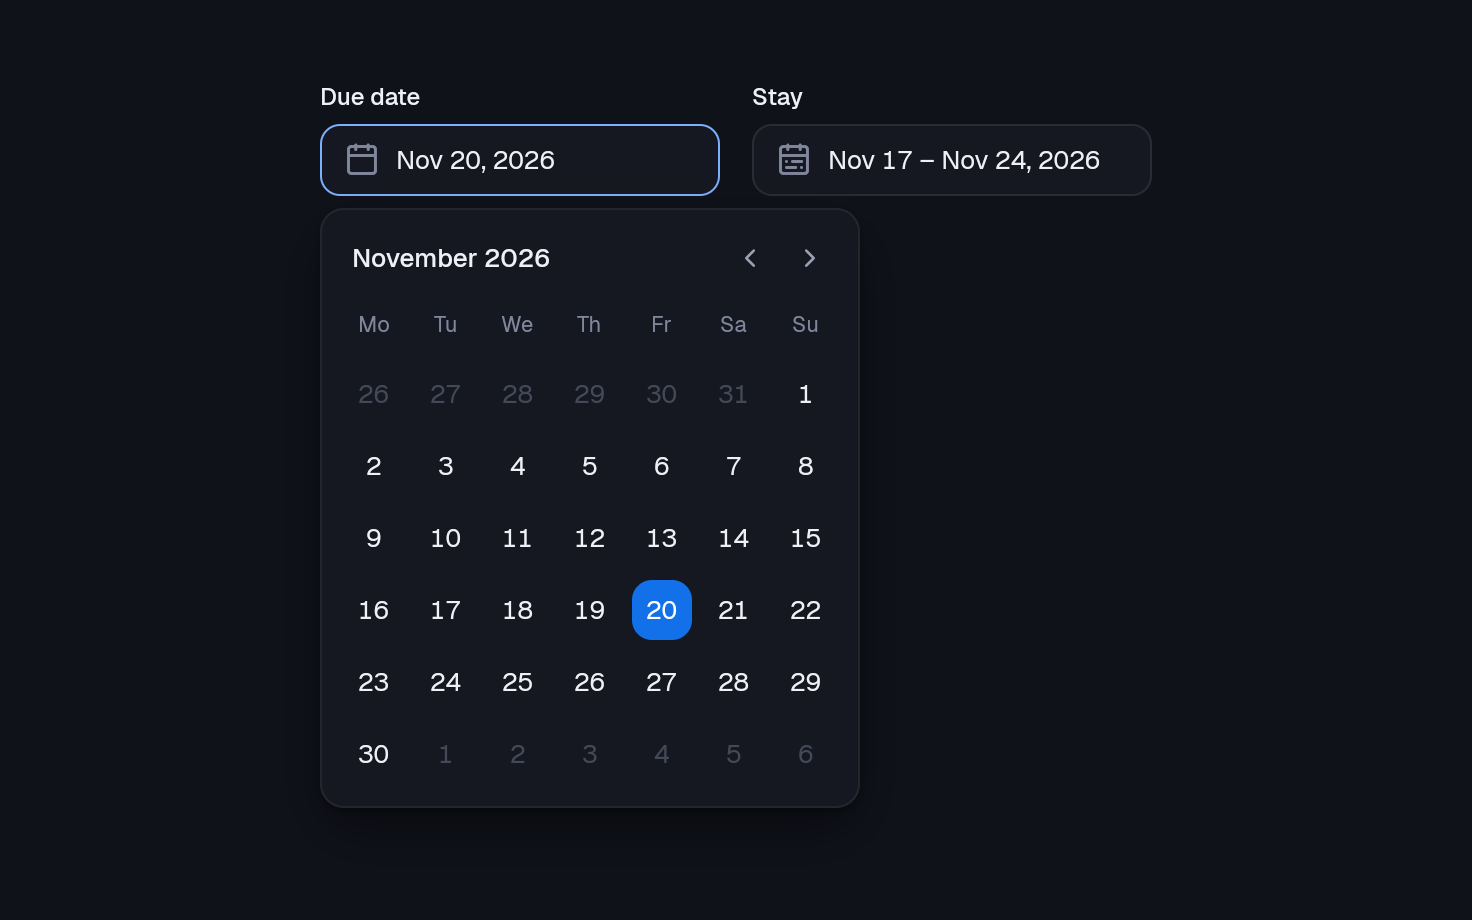 Due date
Stay
Nov 20, 2026
Nov 17 – Nov 24, 2026
November 2026
Mo Tu We Th Fr Sa Su
26 27 28 29 30 31 1
2 3 4 5 6 7 8
9 10 11 12 13 14 15
16 17 18 19 20 21 22
23 24 25 26 27 28 29
30 1 2 3 4 5 6